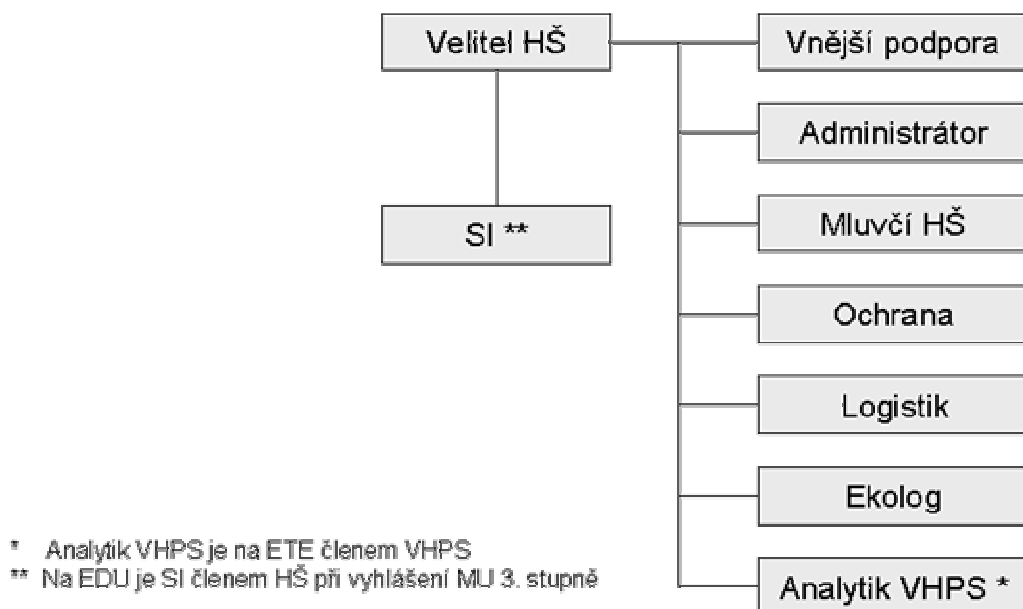 Velitel HŠ
Vnější podpora
Administrátor
SI **
Mluvčí HŠ
Ochrana
Logistik
Ekolog
Analytik VHPS *
* Analytik VHPS je na ETE členem VHPS
** Na EDU je SI členem HŠ při vyhlášení MU 3. stupně